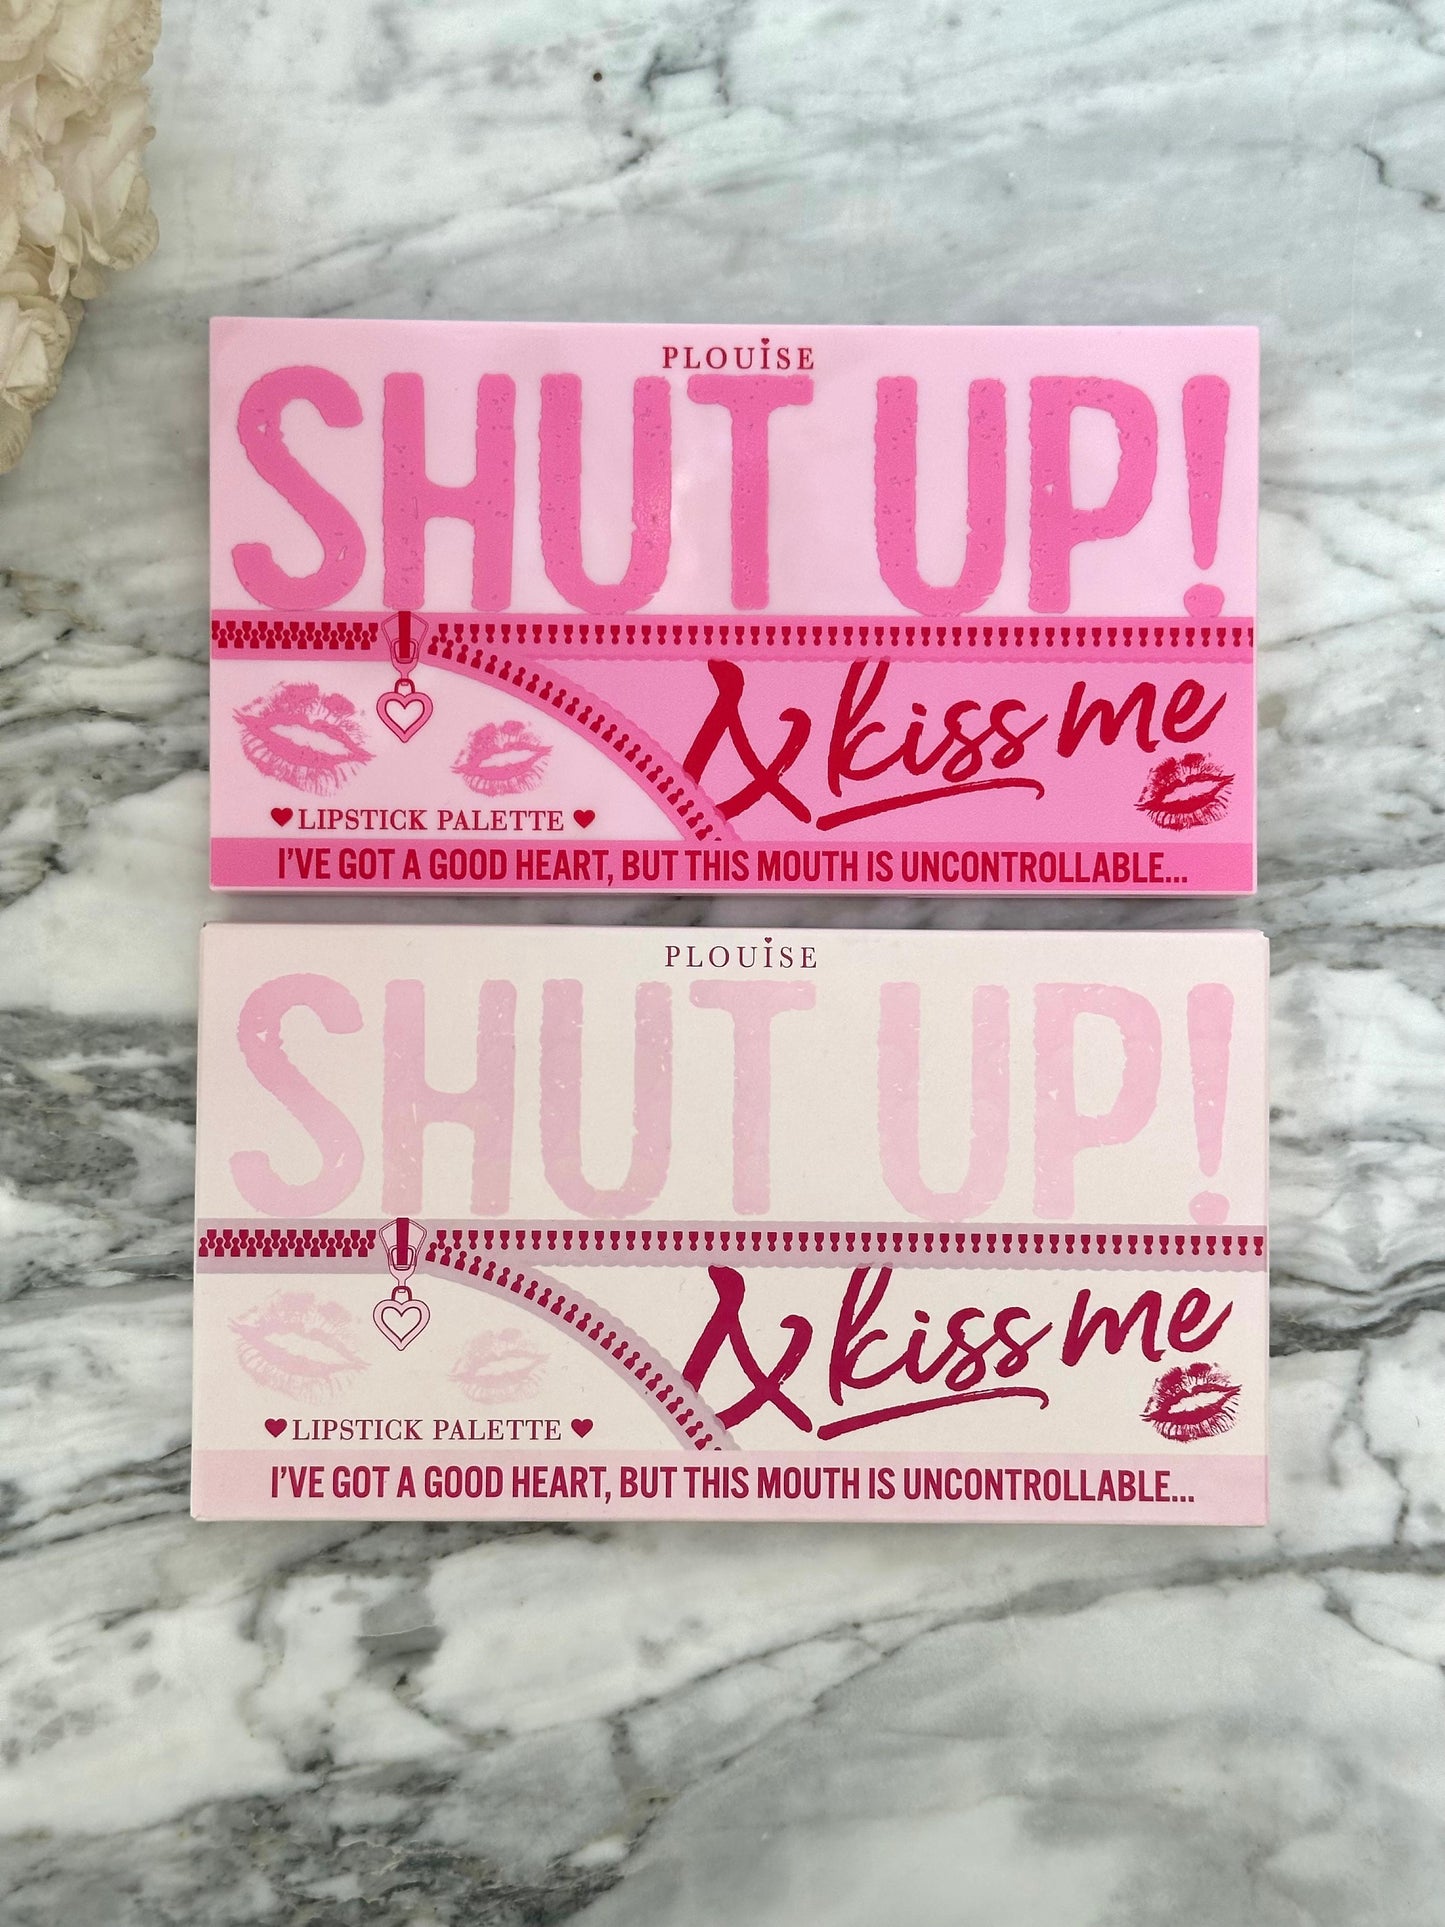 PLOUISE
SHUT UP!
& kiss me
LIPSTICK PALETTE
I'VE GOT A GOOD HEART, BUT THIS MOUTH IS UNCONTROLLABLE...
PLOUISE
SHUT UP!
& kiss me
LIPSTICK PALETTE
I'VE GOT A GOOD HEART, BUT THIS MOUTH IS UNCONTROLLABLE...